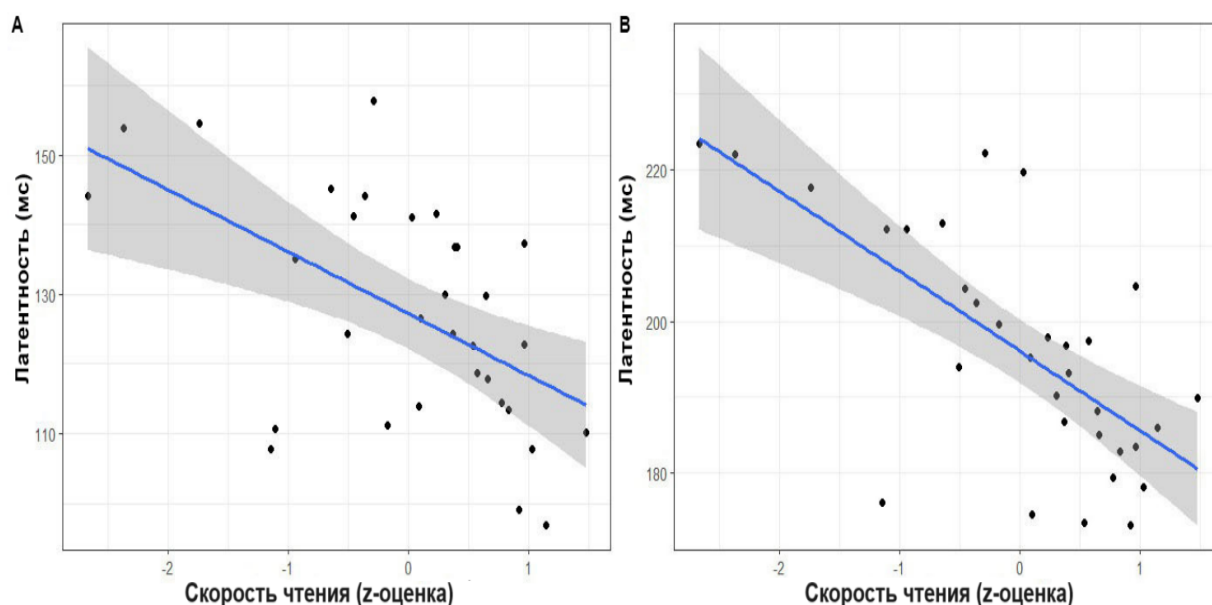 A
Латентность (мс)
150
130
110
-2
-1
0
1
Скорость чтения (z-оценка)
B
Латентность (мс)
220
200
180
-2
-1
0
1
Скорость чтения (z-оценка)